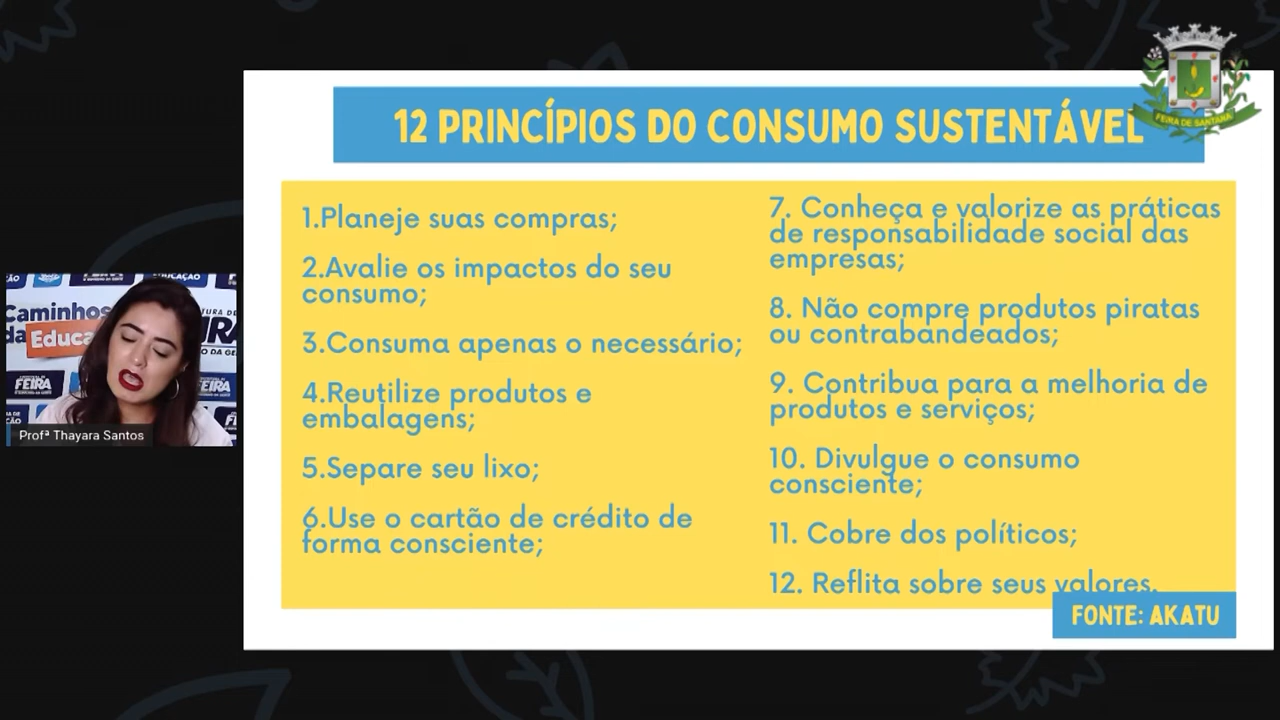 12 PRINCÍPIOS DO CONSUMO SUSTENTÁVEL
FEIRA DE SANTANA
1.Planeje suas compras;
2.Avalie os impactos do seu
consumo;
3.Consuma apenas o necessário;
4.Reutilize produtos e
embalagens;
5.Separe seu lixo;
6.Use o cartão de crédito de
forma consciente;
7. Conheça e valorize as práticas
de responsabilidade social das
empresas;
8. Não compre produtos piratas
ou contrabandeados;
9. Contribua para a melhoria de
produtos e serviços;
10. Divulgue o consumo
consciente;
11. Cobre dos políticos;
12. Reflita sobre seus valores.
FONTE: AKATU
Caminhos
da Educa
FEIRA
FEIRA
Profª Thayara Santos